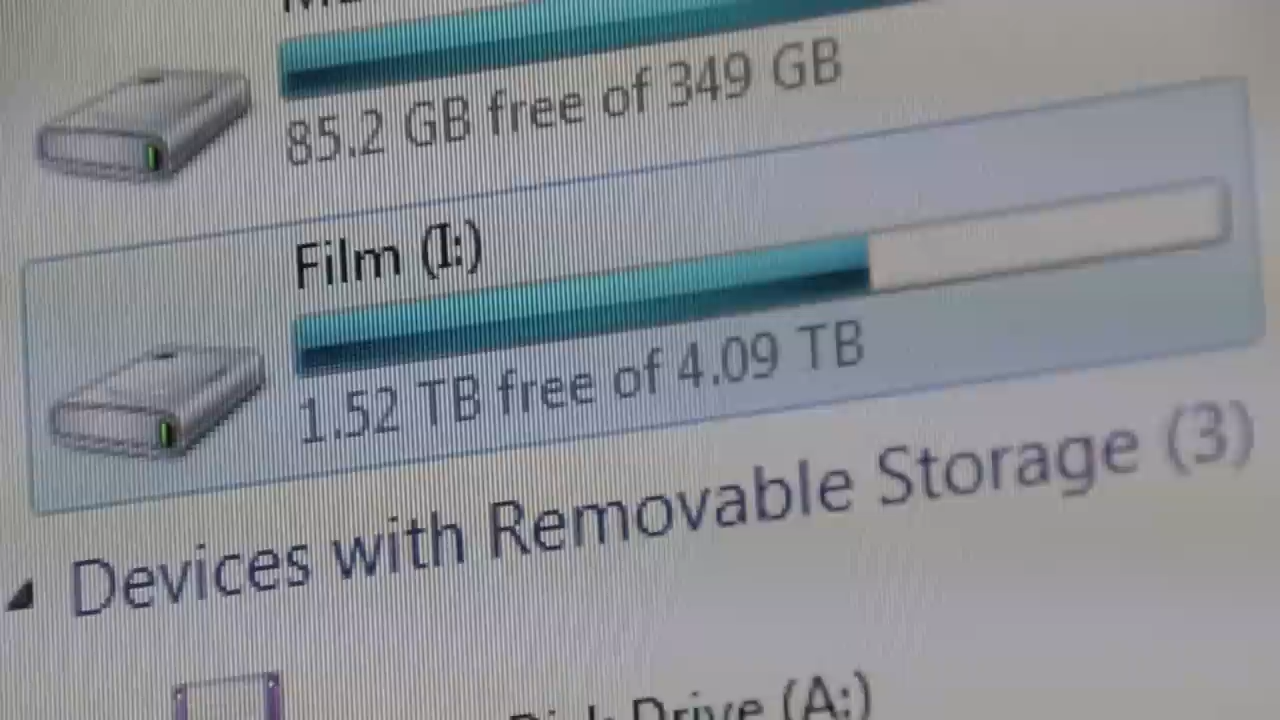 85.2 GB free of 349 GB
Film (I:)
1.52 TB free of 4.09 TB
Devices with Removable Storage (3)
Drive (A:)